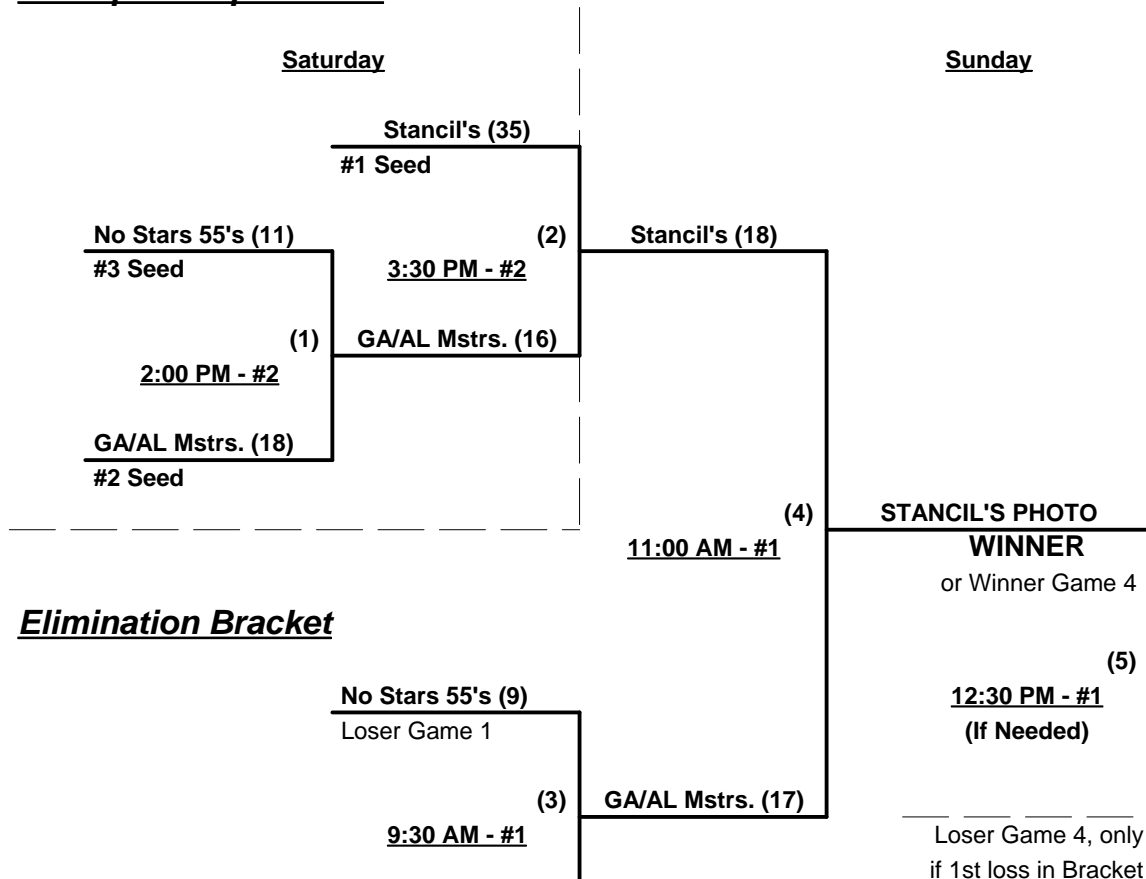 Saturday
Sunday
Stancil's (35)
#1 Seed
No Stars 55's (11)
(2)
Stancil's (18)
#3 Seed
3:30 PM - #2
(1)
GA/AL Mstrs. (16)
2:00 PM - #2
GA/AL Mstrs. (18)
#2 Seed
(4)
STANCIL'S PHOTO
11:00 AM - #1
WINNER
or Winner Game 4
Elimination Bracket
(5)
No Stars 55's (9)
12:30 PM - #1
Loser Game 1
(If Needed)
(3)
GA/AL Mstrs. (17)
9:30 AM - #1
Loser Game 4, only
if 1st loss in Bracket